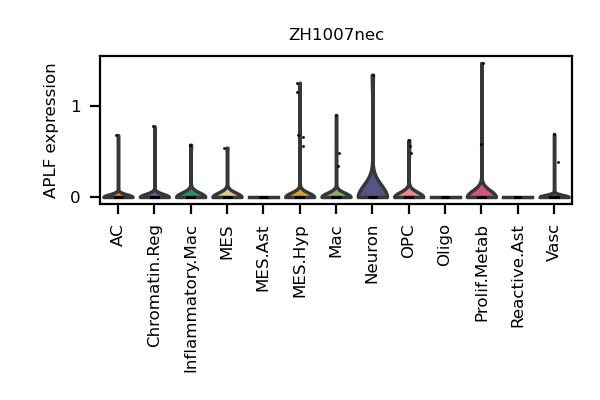 ZH1007nec
APLF expression
1
0
AC
Chromatin.Reg
Inflammatory.Mac
MES
MES.Ast
MES.Hyp
Mac
Neuron
OPC
Oligo
Prolif.Metab
Reactive.Ast
Vasc